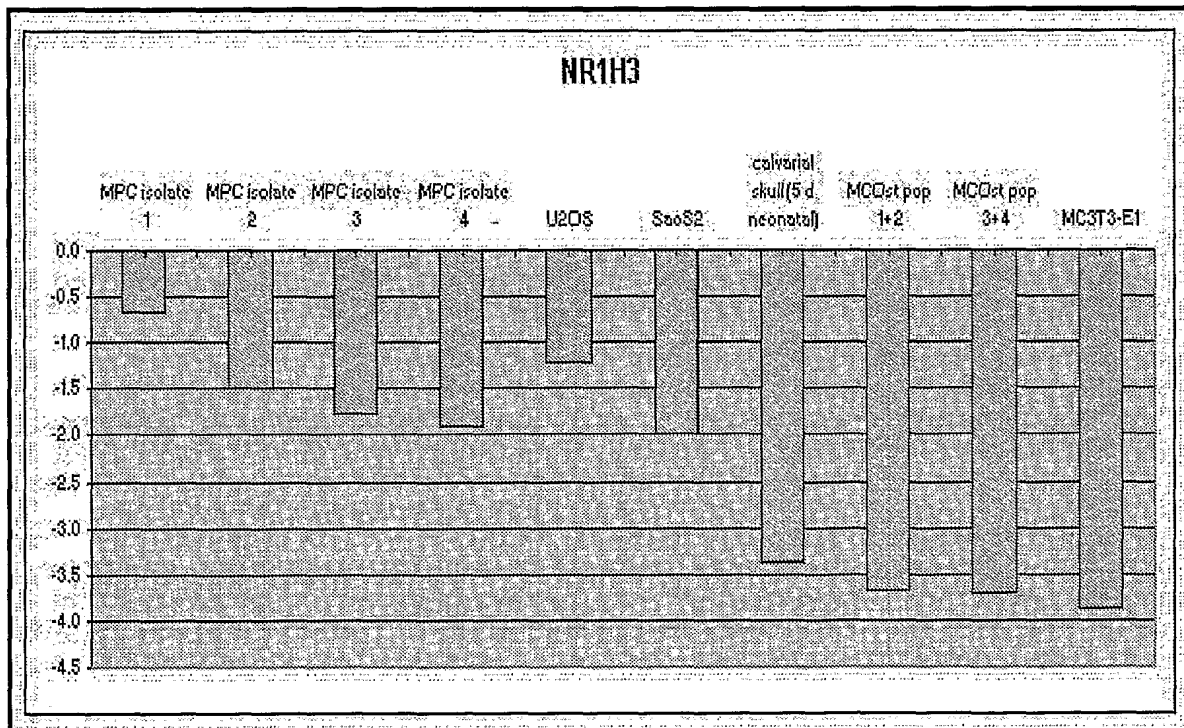 NR1H3
MPC isolate
1
MPC isolate
2
MPC isolate
3
MPC isolate
4
U2OS
SaoS2
calvarial
skull(5 d
neonatal)
MCOst pop
1+2
MCOst pop
3+4
MC3T3-E1
0.0
-0.5
-1.0
-1.5
-2.0
-2.5
-3.0
-3.5
-4.0
-4.5